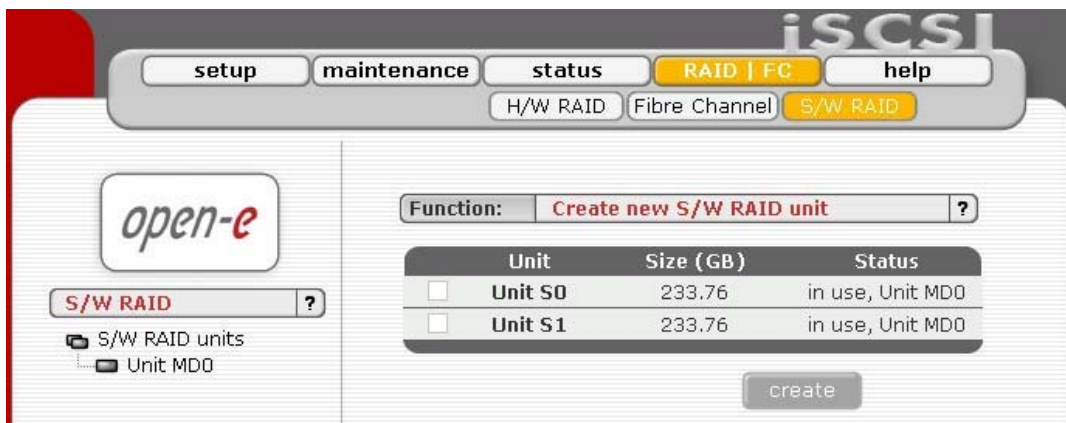 iSCSI
setup maintenance status RAID | FC help
H/W RAID Fibre Channel S/W RAID
open-e
S/W RAID ?
S/W RAID units
Unit MD0
Function: Create new S/W RAID unit ?
Unit Size (GB) Status
Unit S0 233.76 in use, Unit MD0
Unit S1 233.76 in use, Unit MD0
create